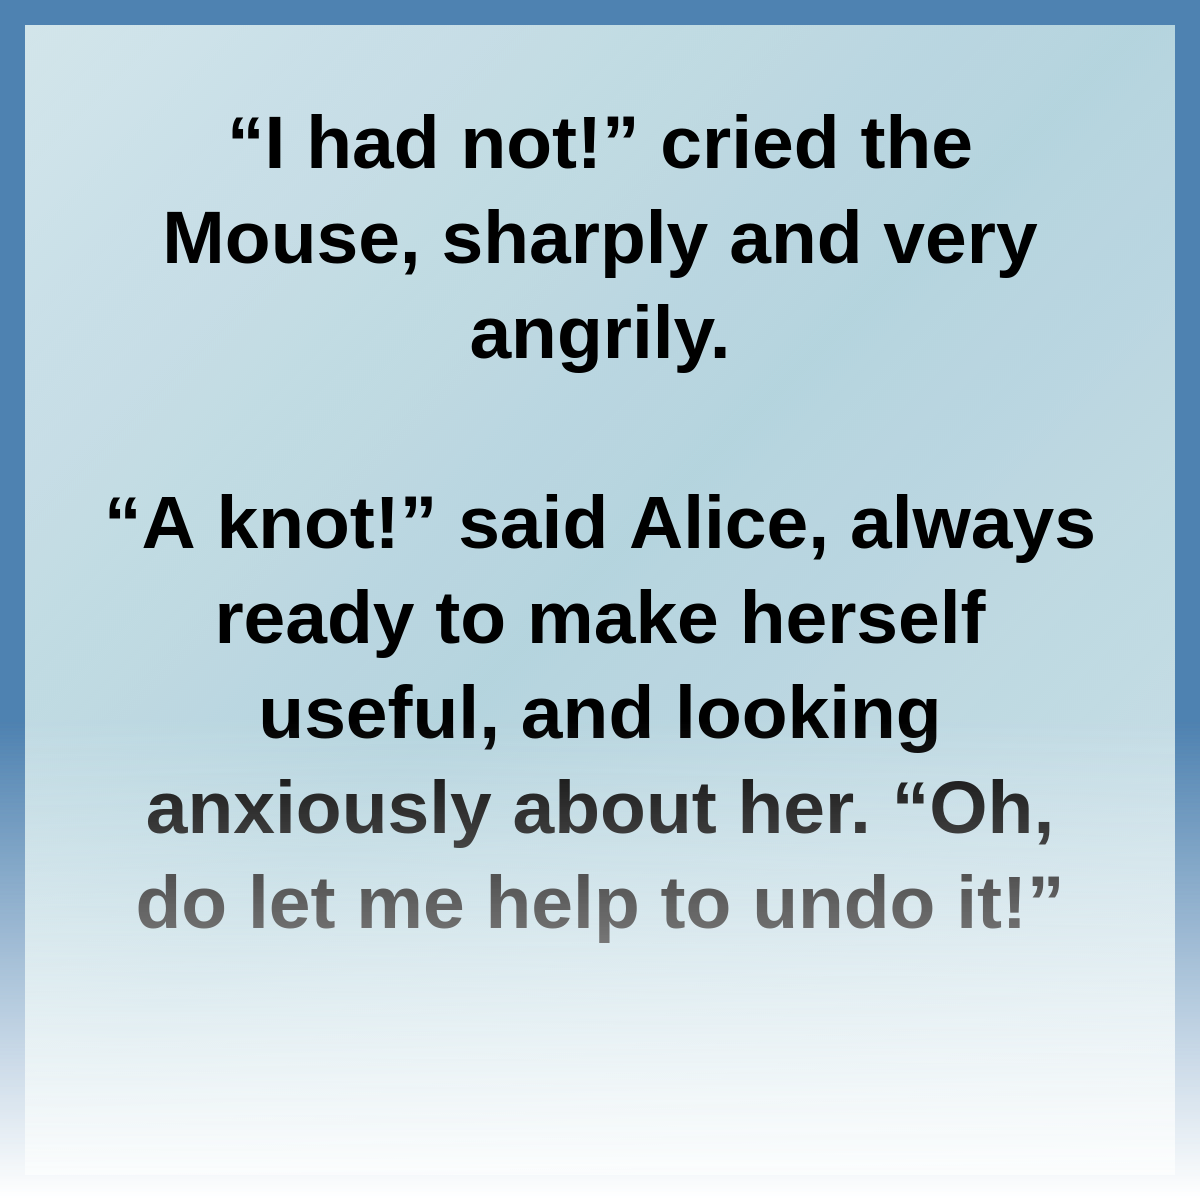 “I had not!” cried the
Mouse, sharply and very
angrily.
“A knot!” said Alice, always
ready to make herself
useful, and looking
anxiously about her. “Oh,
do let me help to undo it!”